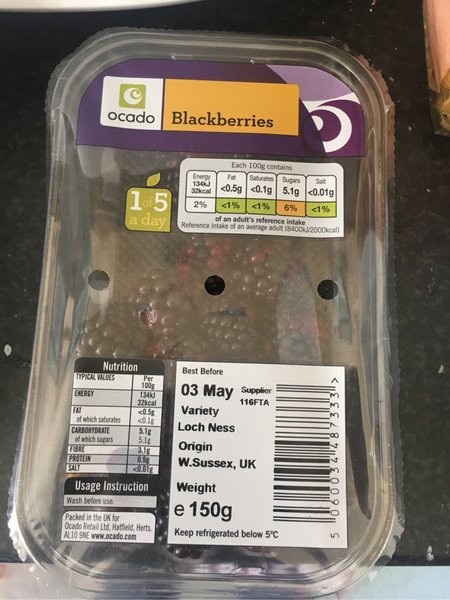 ocado
Blackberries
Each 100g contains
Energy Fat Saturates Sugars Salt
134kJ
32kcal <0.5g <0.1g 5.1g <0.01g
2% <1% <1% 6% <1%
of an adult's reference intake
Reference intake of an average adult (8400kJ/2000kcal)
1 of 5
a day
Nutrition
TYPICAL VALUES Per
100g
ENERGY 134kJ
32kcal
FAT <0.5g
of which saturates <0.1g
CARBOHYDRATE 5.1g
of which sugars 5.1g
FIBRE 3.1g
PROTEIN 0.9g
SALT <0.01g
Usage Instruction
Wash before use.
Packed in the UK for
Ocado Retail Ltd, Hatfield, Herts.
AL10 9NE www.ocado.com
Best Before
03 May Supplier
116FTA
Variety
Loch Ness
Origin
W.Sussex, UK
Weight
e 150g
Keep refrigerated below 5°C
5 060034 487333 >